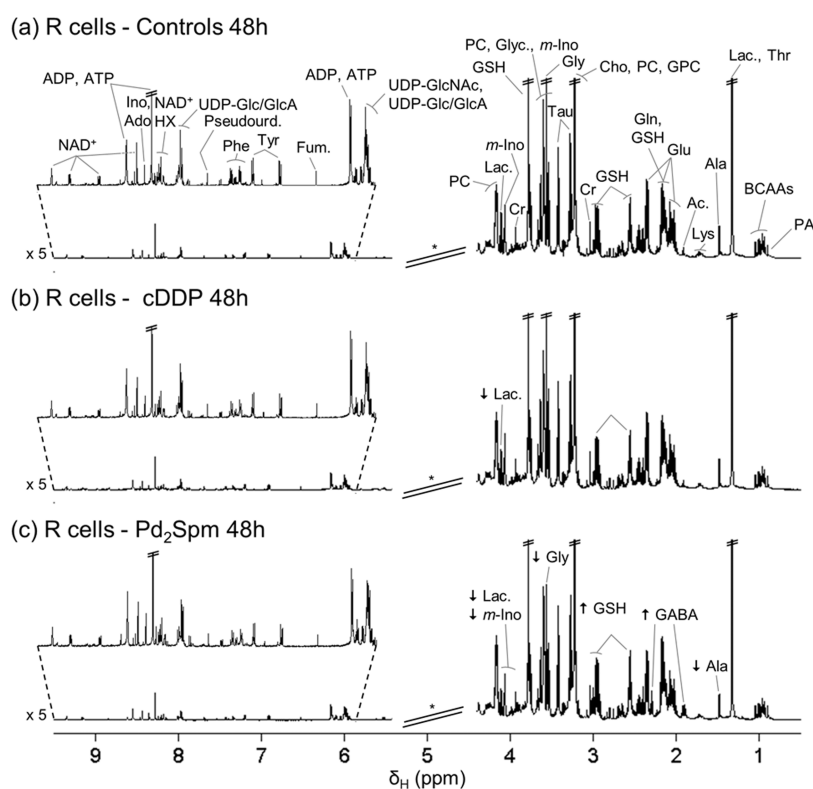 (a) R cells - Controls 48h
PC, Glyc., m-Ino
GSH
Gly
Cho, PC, GPC
Lac., Thr
ADP, ATP
ADP, ATP
UDP-GlcNAc,
UDP-Glc/GlcA
Ino, NAD⁺
Ado HX
UDP-Glc/GlcA
Pseudourd.
NAD⁺
Phe
Tyr
Fum.
m-Ino
Lac.
PC
Cr
Tau
Cr
GSH
Gln,
GSH
Glu
Ac.
Lys
Ala
BCAAs
PA
x 5
*
(b) R cells - cDDP 48h
↓ Lac.
x 5
*
(c) R cells - Pd₂Spm 48h
↓ Gly
↓ Lac.
↓ m-Ino
↑ GSH
↑ GABA
↓ Ala
x 5
*
9 8 7 6 5 4 3 2 1
δH (ppm)